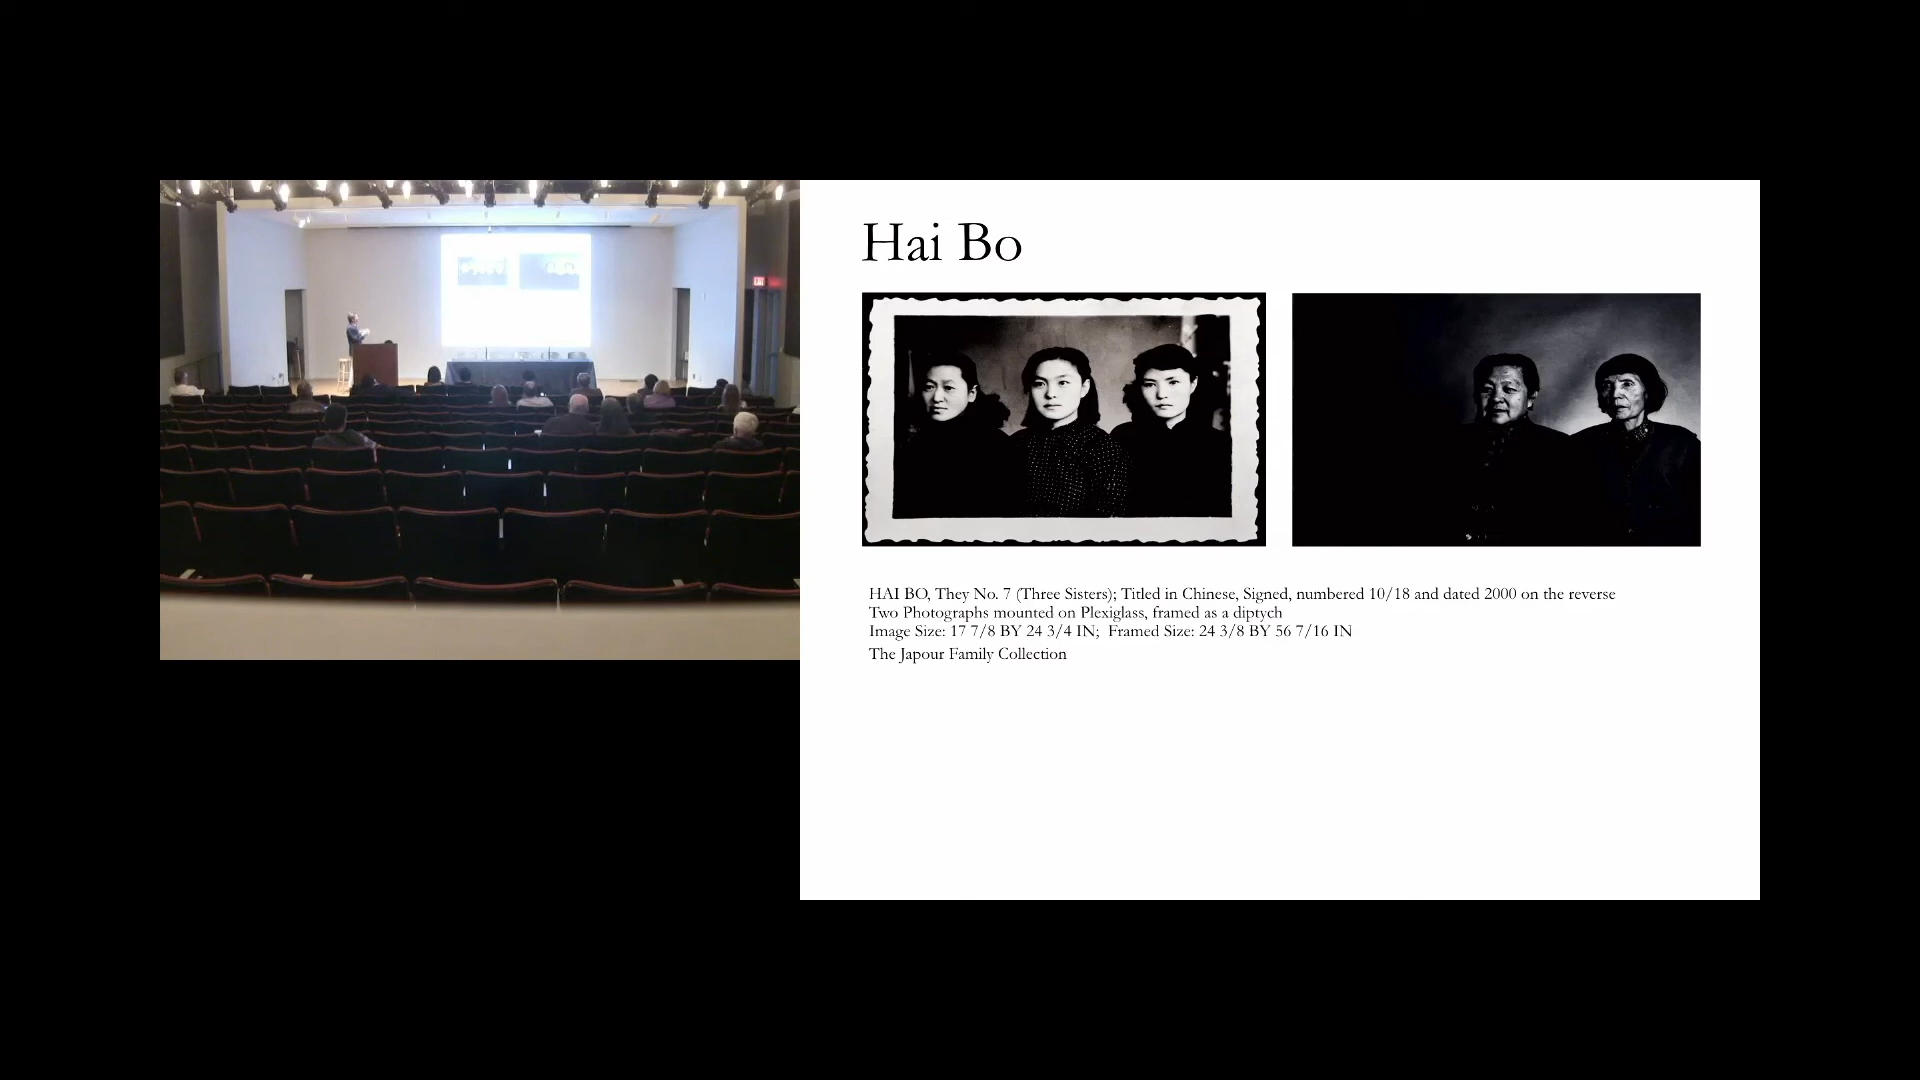 Hai Bo
HAI BO, They No. 7 (Three Sisters); Titled in Chinese, Signed, numbered 10/18 and dated 2000 on the reverse
Two Photographs mounted on Plexiglass, framed as a diptych
Image Size: 17 7/8 BY 24 3/4 IN;  Framed Size: 24 3/8 BY 56 7/16 IN
The Japour Family Collection
EXIT